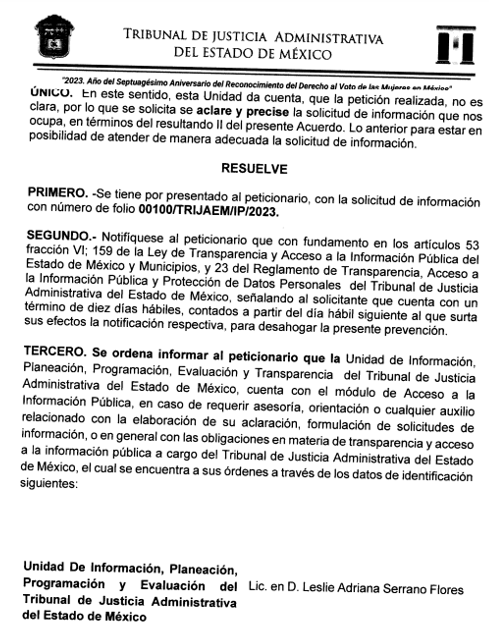 TRIBUNAL DE JUSTICIA ADMINISTRATIVA
DEL ESTADO DE MÉXICO
"2023. Año del Septuagésimo Aniversario del Reconocimiento del Derecho al Voto de las Mujeres en México"
ÚNICO. En este sentido, esta Unidad da cuenta, que la petición realizada, no es
clara, por lo que se solicita se aclare y precise la solicitud de información que nos
ocupa, en términos del resultando II del presente Acuerdo. Lo anterior para estar en
posibilidad de atender de manera adecuada la solicitud de información.
RESUELVE
PRIMERO. -Se tiene por presentado al peticionario, con la solicitud de información
con número de folio 00100/TRIJAEM/IP/2023.
SEGUNDO.- Notifíquese al peticionario que con fundamento en los artículos 53
fracción VI; 159 de la Ley de Transparencia y Acceso a la Información Pública del
Estado de México y Municipios, y 23 del Reglamento de Transparencia, Acceso a
la Información Pública y Protección de Datos Personales del Tribunal de Justicia
Administrativa del Estado de México, señalando al solicitante que cuenta con un
término de diez días hábiles, contados a partir del día hábil siguiente al que surta
sus efectos la notificación respectiva, para desahogar la presente prevención.
TERCERO. Se ordena informar al peticionario que la Unidad de Información,
Planeación, Programación, Evaluación y Transparencia del Tribunal de Justicia
Administrativa del Estado de México, cuenta con el módulo de Acceso a la
Información Pública, en caso de requerir asesoría, orientación o cualquier auxilio
relacionado con la elaboración de su aclaración, formulación de solicitudes de
información, o en general con las obligaciones en materia de transparencia y acceso
a la información pública a cargo del Tribunal de Justicia Administrativa del Estado
de México, el cual se encuentra a sus órdenes a través de los datos de identificación
siguientes:
Unidad De Información, Planeación,
Programación y Evaluación del
Tribunal de Justicia Administrativa
del Estado de México
Lic. en D. Leslie Adriana Serrano Flores